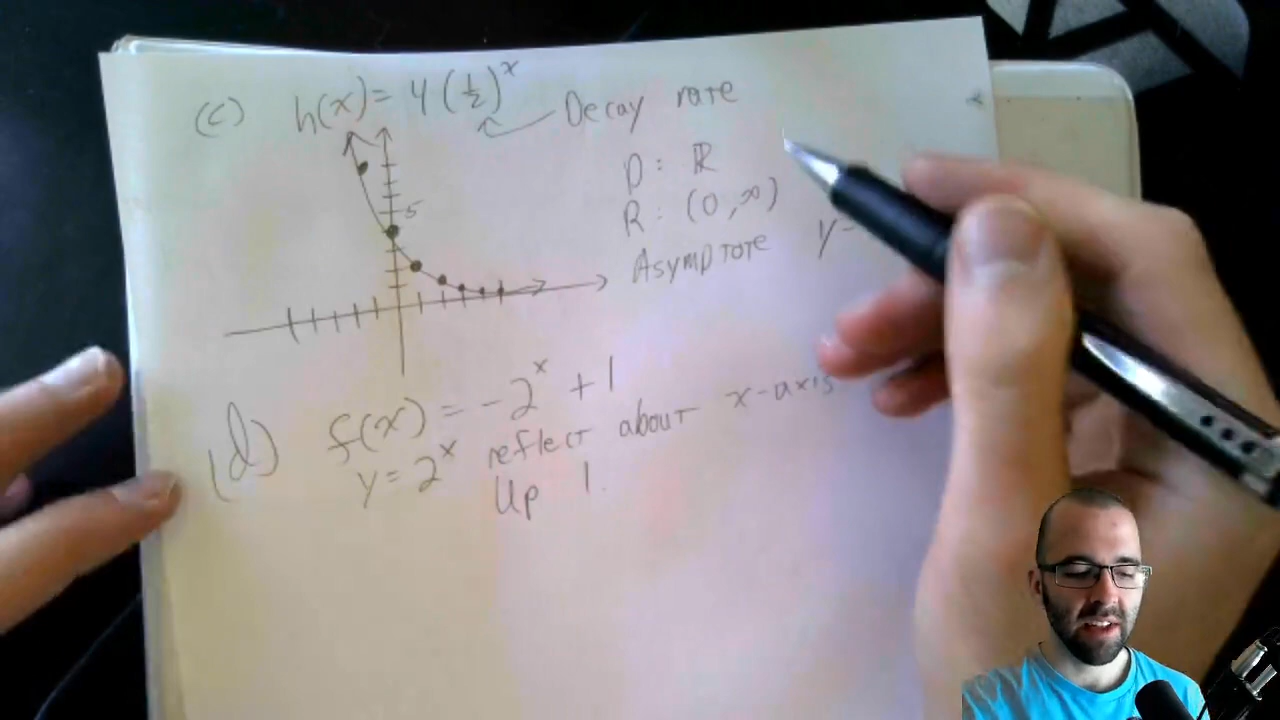 (c) h(x) = 4(1/2)^x
Decay rate
5
D: ℝ
R: (0, ∞)
Asymptote y=
(d) f(x) = -2^x + 1
y = 2^x reflect about x-axis
Up 1.